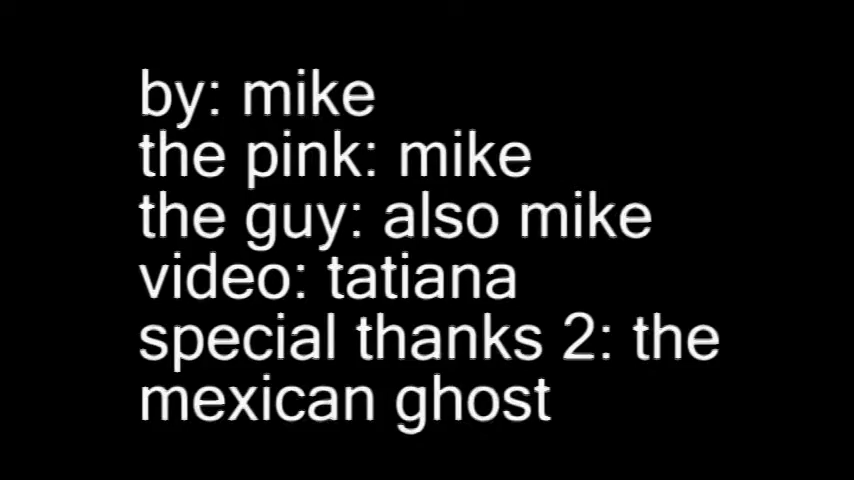 by: mike
the pink: mike
the guy: also mike
video: tatiana
special thanks 2: the
mexican ghost